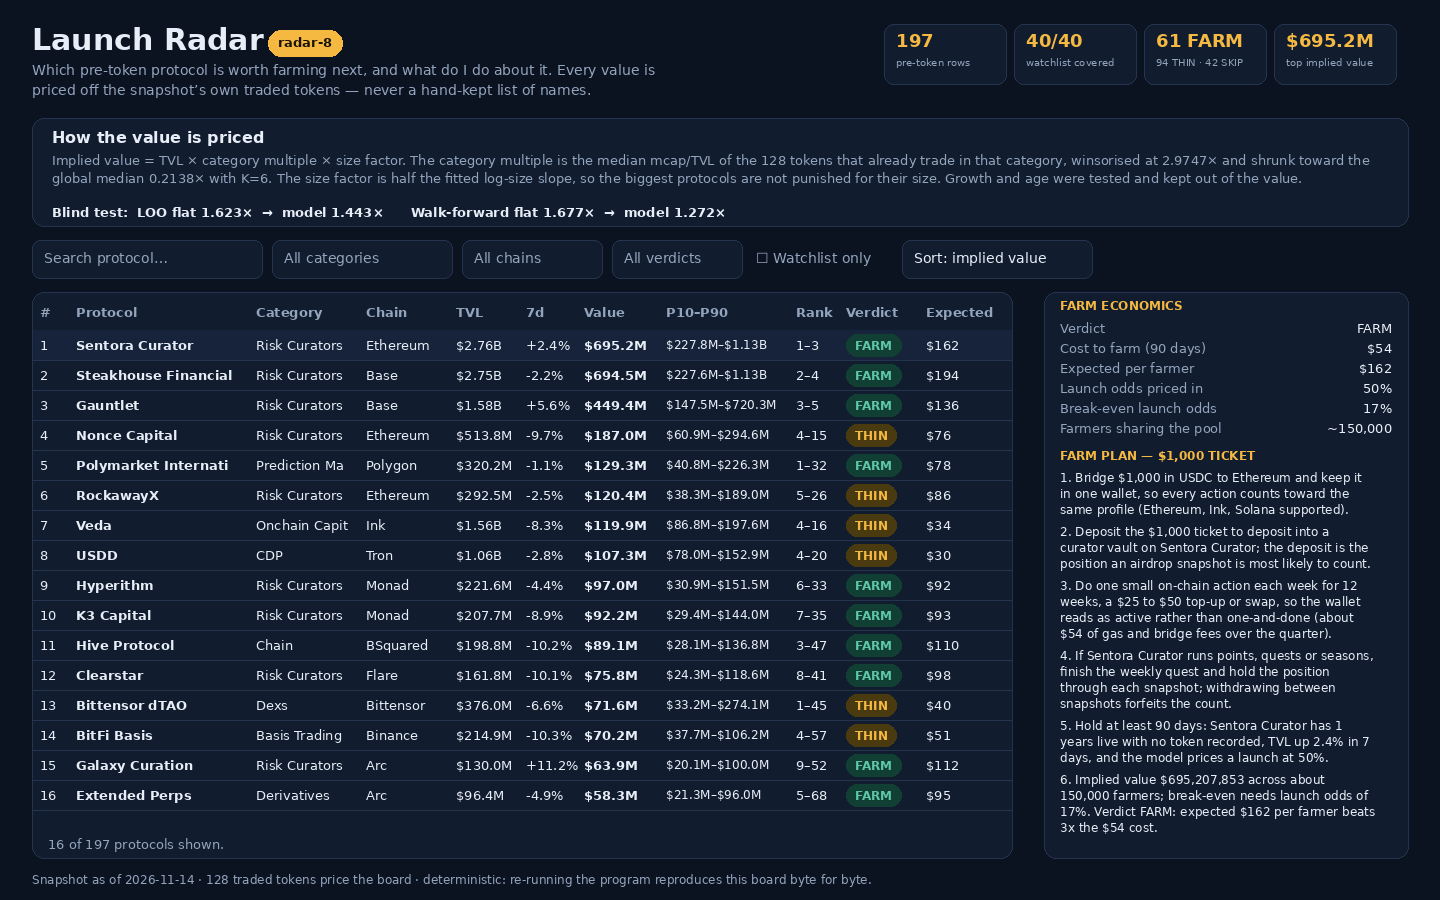 Launch Radar radar-8
Which pre-token protocol is worth farming next, and what do I do about it. Every value is
priced off the snapshot’s own traded tokens — never a hand-kept list of names.
197
pre-token rows
40/40
watchlist covered
61 FARM
94 THIN · 42 SKIP
$695.2M
top implied value
How the value is priced
Implied value = TVL × category multiple × size factor. The category multiple is the median mcap/TVL of the 128 tokens that already trade in that category, winsorised at 2.9747× and shrunk toward the
global median 0.2138× with K=6. The size factor is half the fitted log-size slope, so the biggest protocols are not punished for their size. Growth and age were tested and kept out of the value.
Blind test: LOO flat 1.623× → model 1.443× Walk-forward flat 1.677× → model 1.272×
Search protocol… All categories All chains All verdicts ☐ Watchlist only Sort: implied value
# Protocol Category Chain TVL 7d Value P10–P90 Rank Verdict Expected
1 Sentora Curator Risk Curators Ethereum $2.76B +2.4% $695.2M $227.8M–$1.13B 1–3 FARM $162
2 Steakhouse Financial Risk Curators Base $2.75B -2.2% $694.5M $227.6M–$1.13B 2–4 FARM $194
3 Gauntlet Risk Curators Base $1.58B +5.6% $449.4M $147.5M–$720.3M 3–5 FARM $136
4 Nonce Capital Risk Curators Ethereum $513.8M -9.7% $187.0M $60.9M–$294.6M 4–15 THIN $76
5 Polymarket Internati Prediction Ma Polygon $320.2M -1.1% $129.3M $40.8M–$226.3M 1–32 FARM $78
6 RockawayX Risk Curators Ethereum $292.5M -2.5% $120.4M $38.3M–$189.0M 5–26 THIN $86
7 Veda Onchain Capit Ink $1.56B -8.3% $119.9M $86.8M–$197.6M 4–16 THIN $34
8 USDD CDP Tron $1.06B -2.8% $107.3M $78.0M–$152.9M 4–20 THIN $30
9 Hyperithm Risk Curators Monad $221.6M -4.4% $97.0M $30.9M–$151.5M 6–33 FARM $92
10 K3 Capital Risk Curators Monad $207.7M -8.9% $92.2M $29.4M–$144.0M 7–35 FARM $93
11 Hive Protocol Chain BSquared $198.8M -10.2% $89.1M $28.1M–$136.8M 3–47 FARM $110
12 Clearstar Risk Curators Flare $161.8M -10.1% $75.8M $24.3M–$118.6M 8–41 FARM $98
13 Bittensor dTAO Dexs Bittensor $376.0M -6.6% $71.6M $33.2M–$274.1M 1–45 THIN $40
14 BitFi Basis Basis Trading Binance $214.9M -10.3% $70.2M $37.7M–$106.2M 4–57 THIN $51
15 Galaxy Curation Risk Curators Arc $130.0M +11.2% $63.9M $20.1M–$100.0M 9–52 FARM $112
16 Extended Perps Derivatives Arc $96.4M -4.9% $58.3M $21.3M–$96.0M 5–68 FARM $95
16 of 197 protocols shown.
FARM ECONOMICS
Verdict FARM
Cost to farm (90 days) $54
Expected per farmer $162
Launch odds priced in 50%
Break-even launch odds 17%
Farmers sharing the pool ~150,000
FARM PLAN — $1,000 TICKET
1. Bridge $1,000 in USDC to Ethereum and keep it
in one wallet, so every action counts toward the
same profile (Ethereum, Ink, Solana supported).
2. Deposit the $1,000 ticket to deposit into a
curator vault on Sentora Curator; the deposit is the
position an airdrop snapshot is most likely to count.
3. Do one small on-chain action each week for 12
weeks, a $25 to $50 top-up or swap, so the wallet
reads as active rather than one-and-done (about
$54 of gas and bridge fees over the quarter).
4. If Sentora Curator runs points, quests or seasons,
finish the weekly quest and hold the position
through each snapshot; withdrawing between
snapshots forfeits the count.
5. Hold at least 90 days: Sentora Curator has 1
years live with no token recorded, TVL up 2.4% in 7
days, and the model prices a launch at 50%.
6. Implied value $695,207,853 across about
150,000 farmers; break-even needs launch odds of
17%. Verdict FARM: expected $162 per farmer beats
3x the $54 cost.
Snapshot as of 2026-11-14 · 128 traded tokens price the board · deterministic: re-running the program reproduces this board byte for byte.